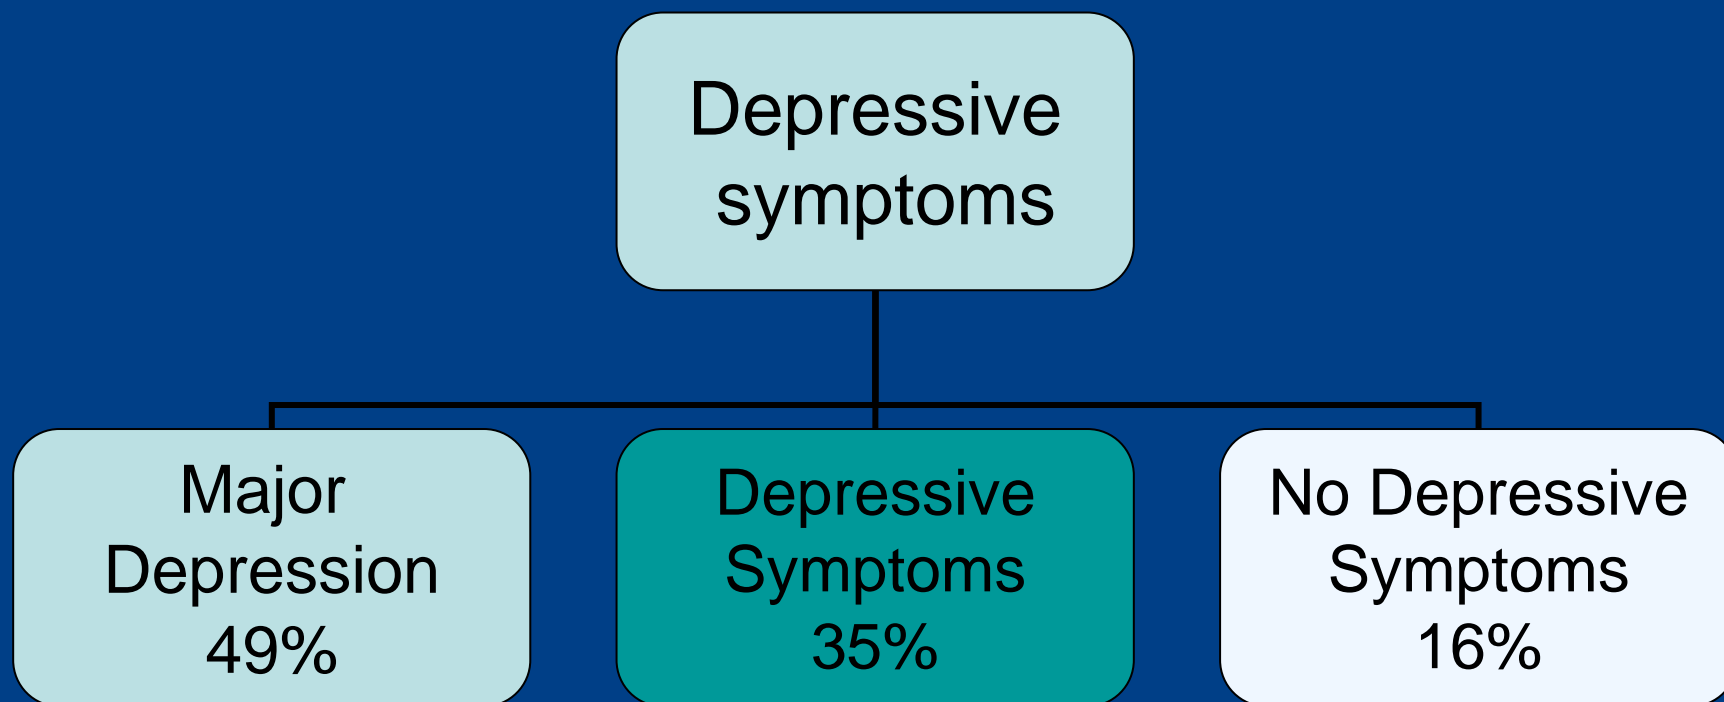 Depressive
symptoms
Major
Depression
49%
Depressive
Symptoms
35%
No Depressive
Symptoms
16%